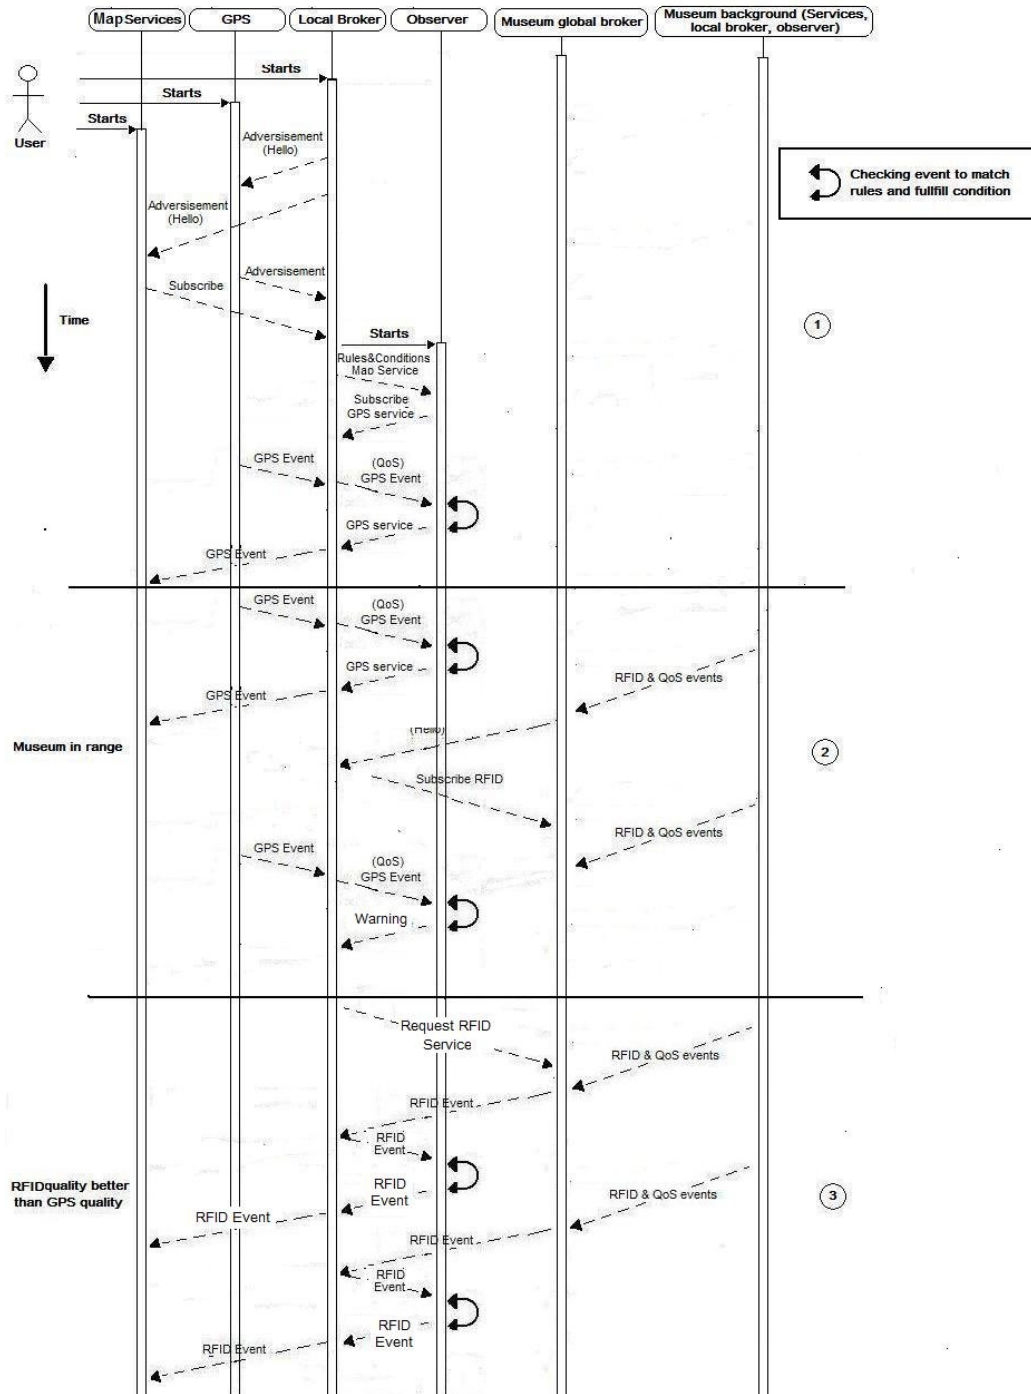 Map Services
GPS
Local Broker
Observer
Museum global broker
Museum background (Services,
local broker, observer)
Starts
Starts
Starts
User
Adversisement
(Hello)
Checking event to match
rules and fullfill condition
Adversisement
(Hello)
Adversisement
Subscribe
Time
1
Starts
Rules&Conditions
Map Service
Subscribe
GPS service
GPS Event
(QoS)
GPS Event
GPS service
GPS Event
GPS Event
(QoS)
GPS Event
GPS service
RFID & QoS events
GPS Event
(Hello)
Museum in range
2
Subscribe RFID
RFID & QoS events
GPS Event
(QoS)
GPS Event
Warning
Request RFID
Service
RFID & QoS events
RFID Event
RFID
Event
RFIDquality better
than GPS quality
RFID
Event
RFID & QoS events
3
RFID Event
RFID Event
RFID
Event
RFID
Event
RFID Event